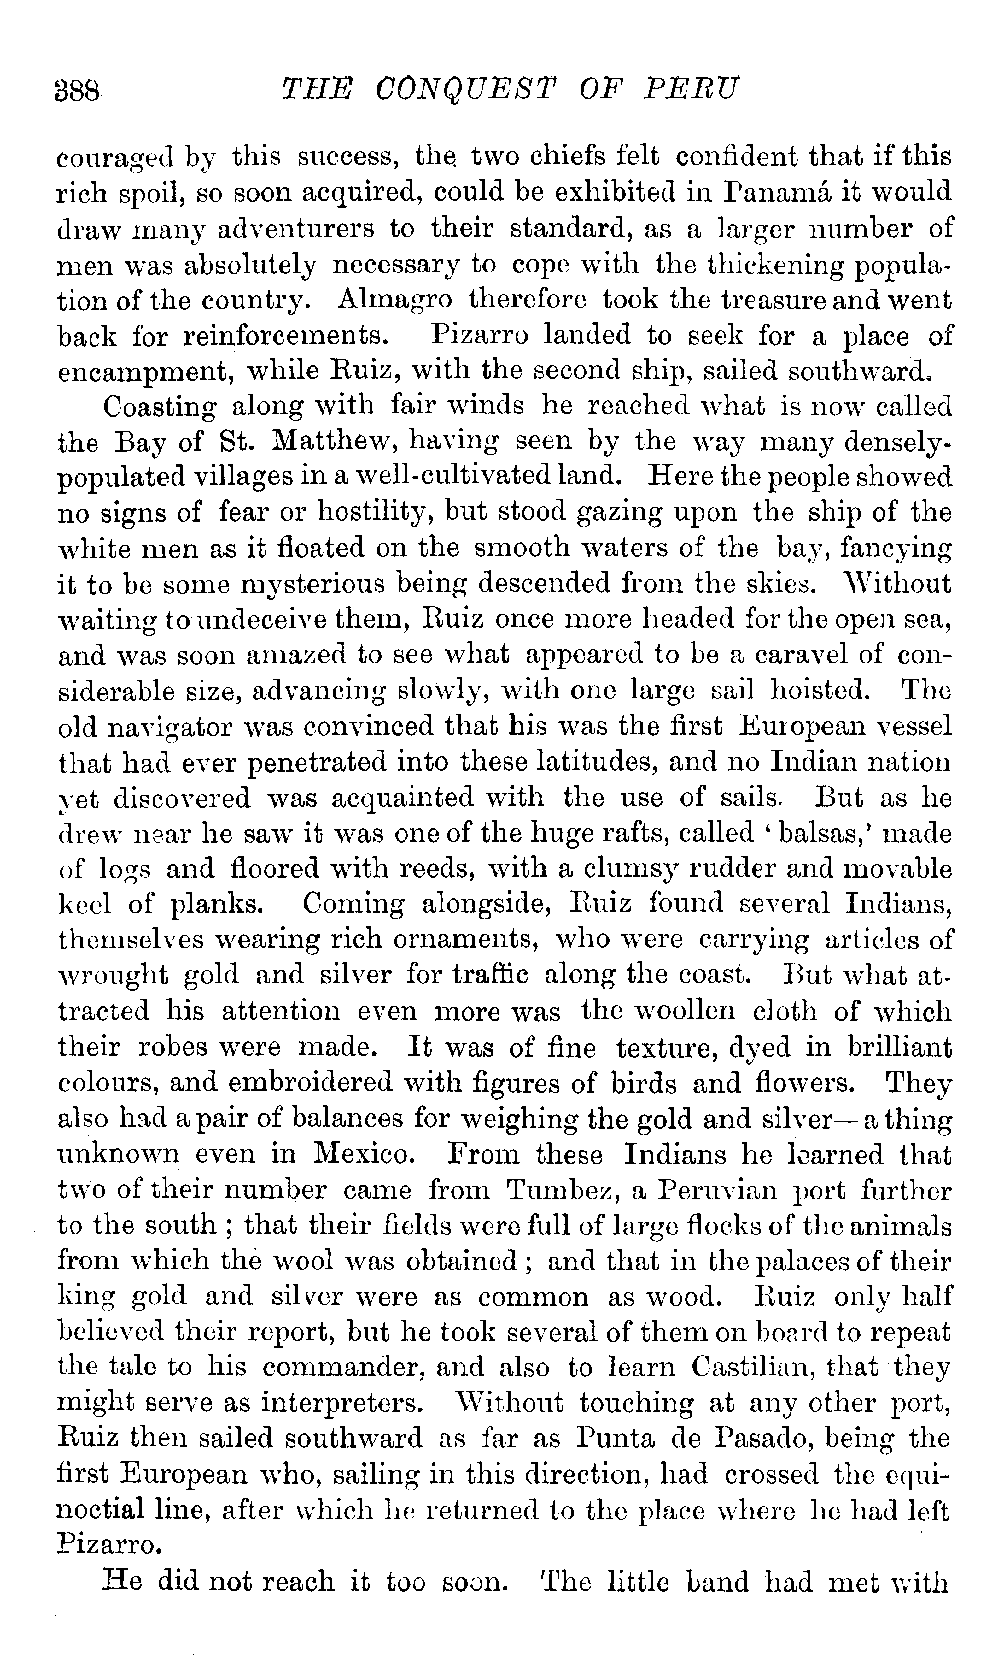 388 THE CONQUEST OF PERU
couraged by this success, the two chiefs felt confident that if this
rich spoil, so soon acquired, could be exhibited in Panamá it would
draw many adventurers to their standard, as a larger number of
men was absolutely necessary to cope with the thickening popula-
tion of the country. Almagro therefore took the treasure and went
back for reinforcements. Pizarro landed to seek for a place of
encampment, while Ruiz, with the second ship, sailed southward.
Coasting along with fair winds he reached what is now called
the Bay of St. Matthew, having seen by the way many densely-
populated villages in a well-cultivated land. Here the people showed
no signs of fear or hostility, but stood gazing upon the ship of the
white men as it floated on the smooth waters of the bay, fancying
it to be some mysterious being descended from the skies. Without
waiting to undeceive them, Ruiz once more headed for the open sea,
and was soon amazed to see what appeared to be a caravel of con-
siderable size, advancing slowly, with one large sail hoisted. The
old navigator was convinced that his was the first European vessel
that had ever penetrated into these latitudes, and no Indian nation
yet discovered was acquainted with the use of sails. But as he
drew near he saw it was one of the huge rafts, called ‘balsas,’ made
of logs and floored with reeds, with a clumsy rudder and movable
keel of planks. Coming alongside, Ruiz found several Indians,
themselves wearing rich ornaments, who were carrying articles of
wrought gold and silver for traffic along the coast. But what at-
tracted his attention even more was the woollen cloth of which
their robes were made. It was of fine texture, dyed in brilliant
colours, and embroidered with figures of birds and flowers. They
also had a pair of balances for weighing the gold and silver—a thing
unknown even in Mexico. From these Indians he learned that
two of their number came from Tumbez, a Peruvian port further
to the south; that their fields were full of large flocks of the animals
from which the wool was obtained; and that in the palaces of their
king gold and silver were as common as wood. Ruiz only half
believed their report, but he took several of them on board to repeat
the tale to his commander, and also to learn Castilian, that they
might serve as interpreters. Without touching at any other port,
Ruiz then sailed southward as far as Punta de Pasado, being the
first European who, sailing in this direction, had crossed the equi-
noctial line, after which he returned to the place where he had left
Pizarro.
He did not reach it too soon. The little band had met with